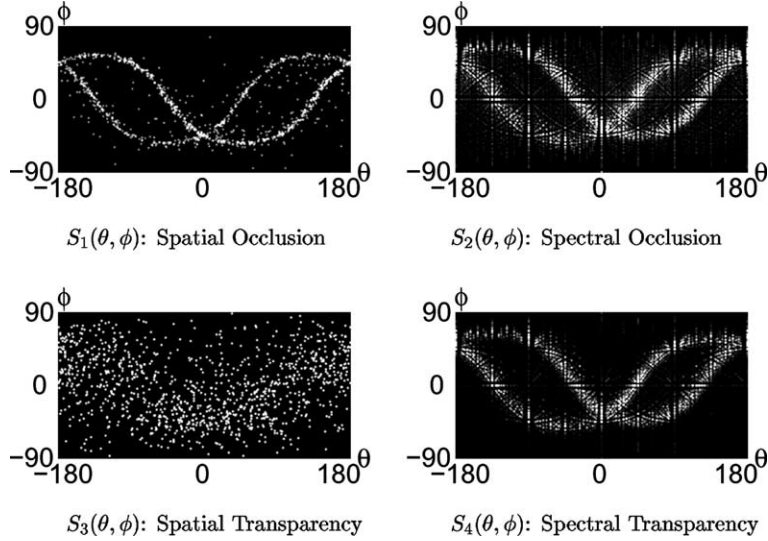 ϕ ϕ
90 90
0 0
−90 θ −90 θ
−180 0 180 −180 0 180
S₁(θ, ϕ): Spatial Occlusion S₂(θ, ϕ): Spectral Occlusion
ϕ ϕ
90 90
0 0
−90 θ −90 θ
−180 0 180 −180 0 180
S₃(θ, ϕ): Spatial Transparency S₄(θ, ϕ): Spectral Transparency